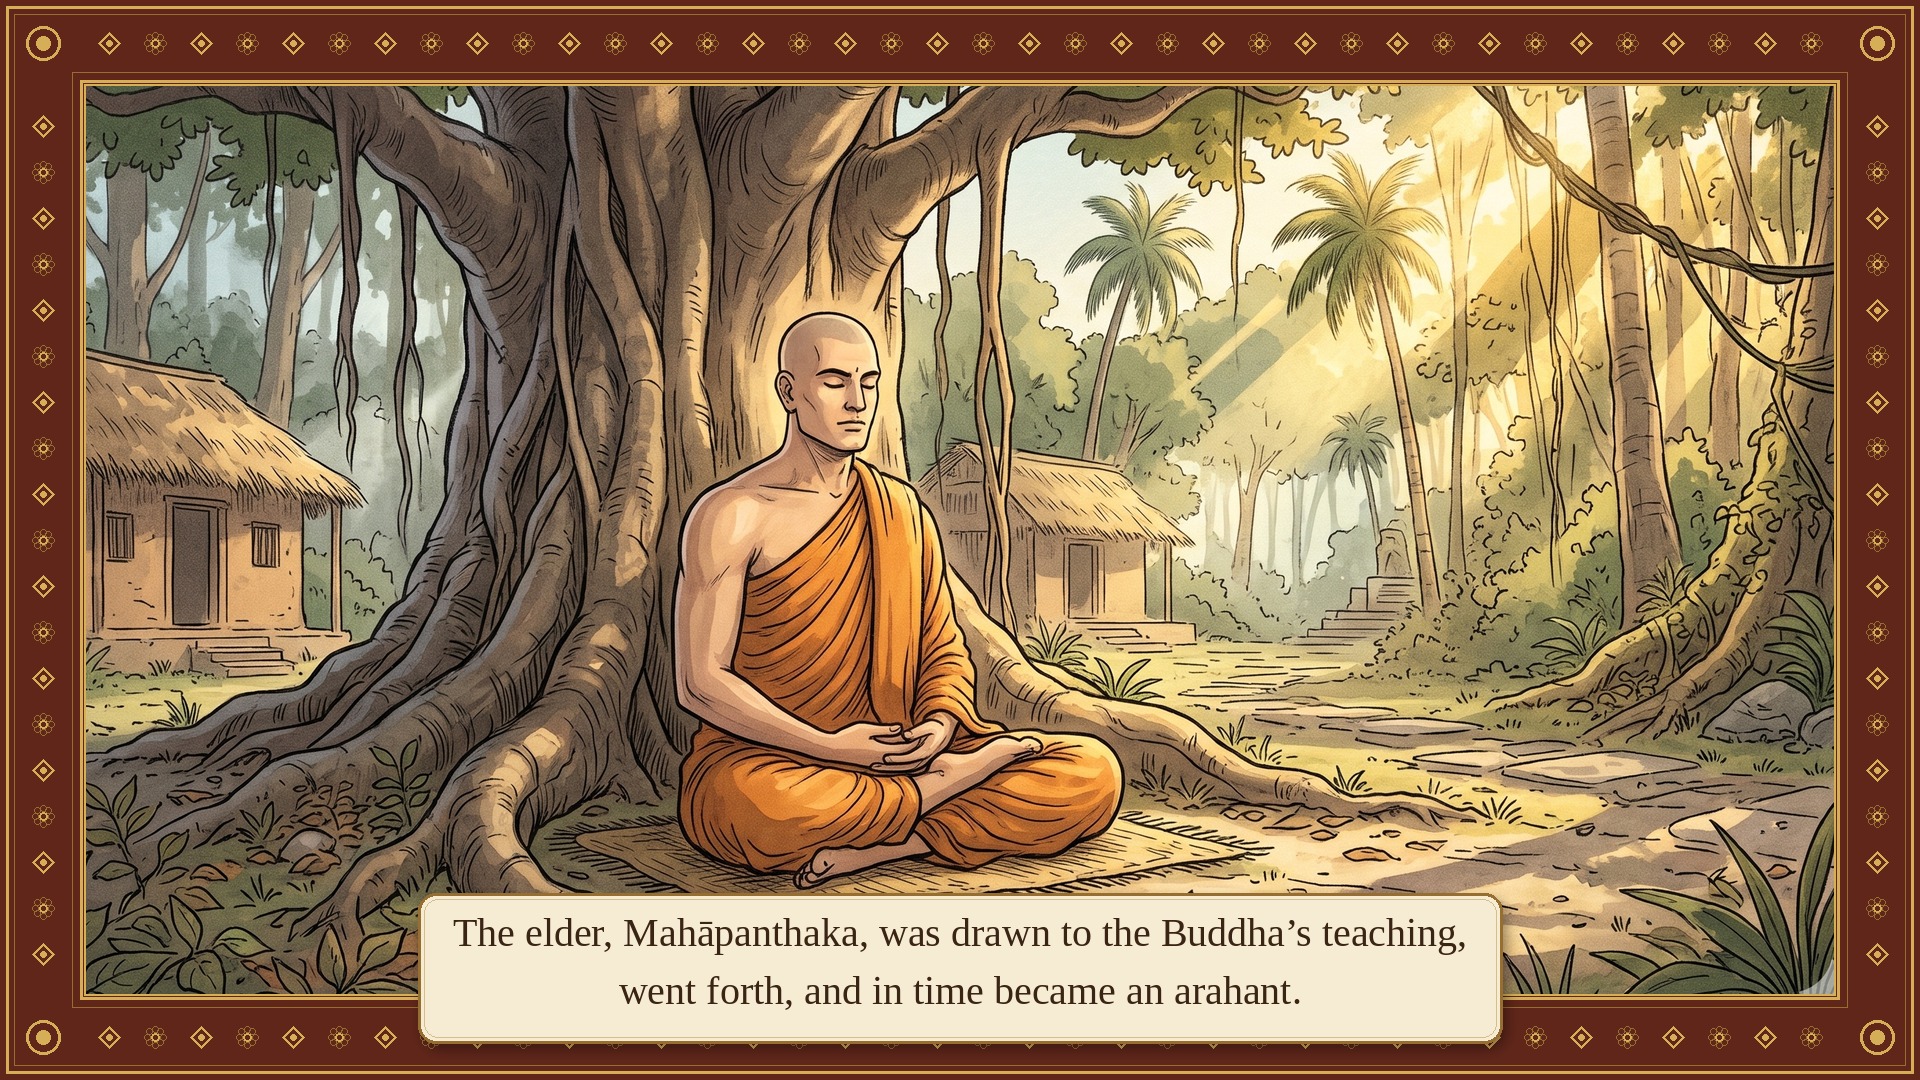 The elder, Mahāpanthaka, was drawn to the Buddha’s teaching,
went forth, and in time became an arahant.